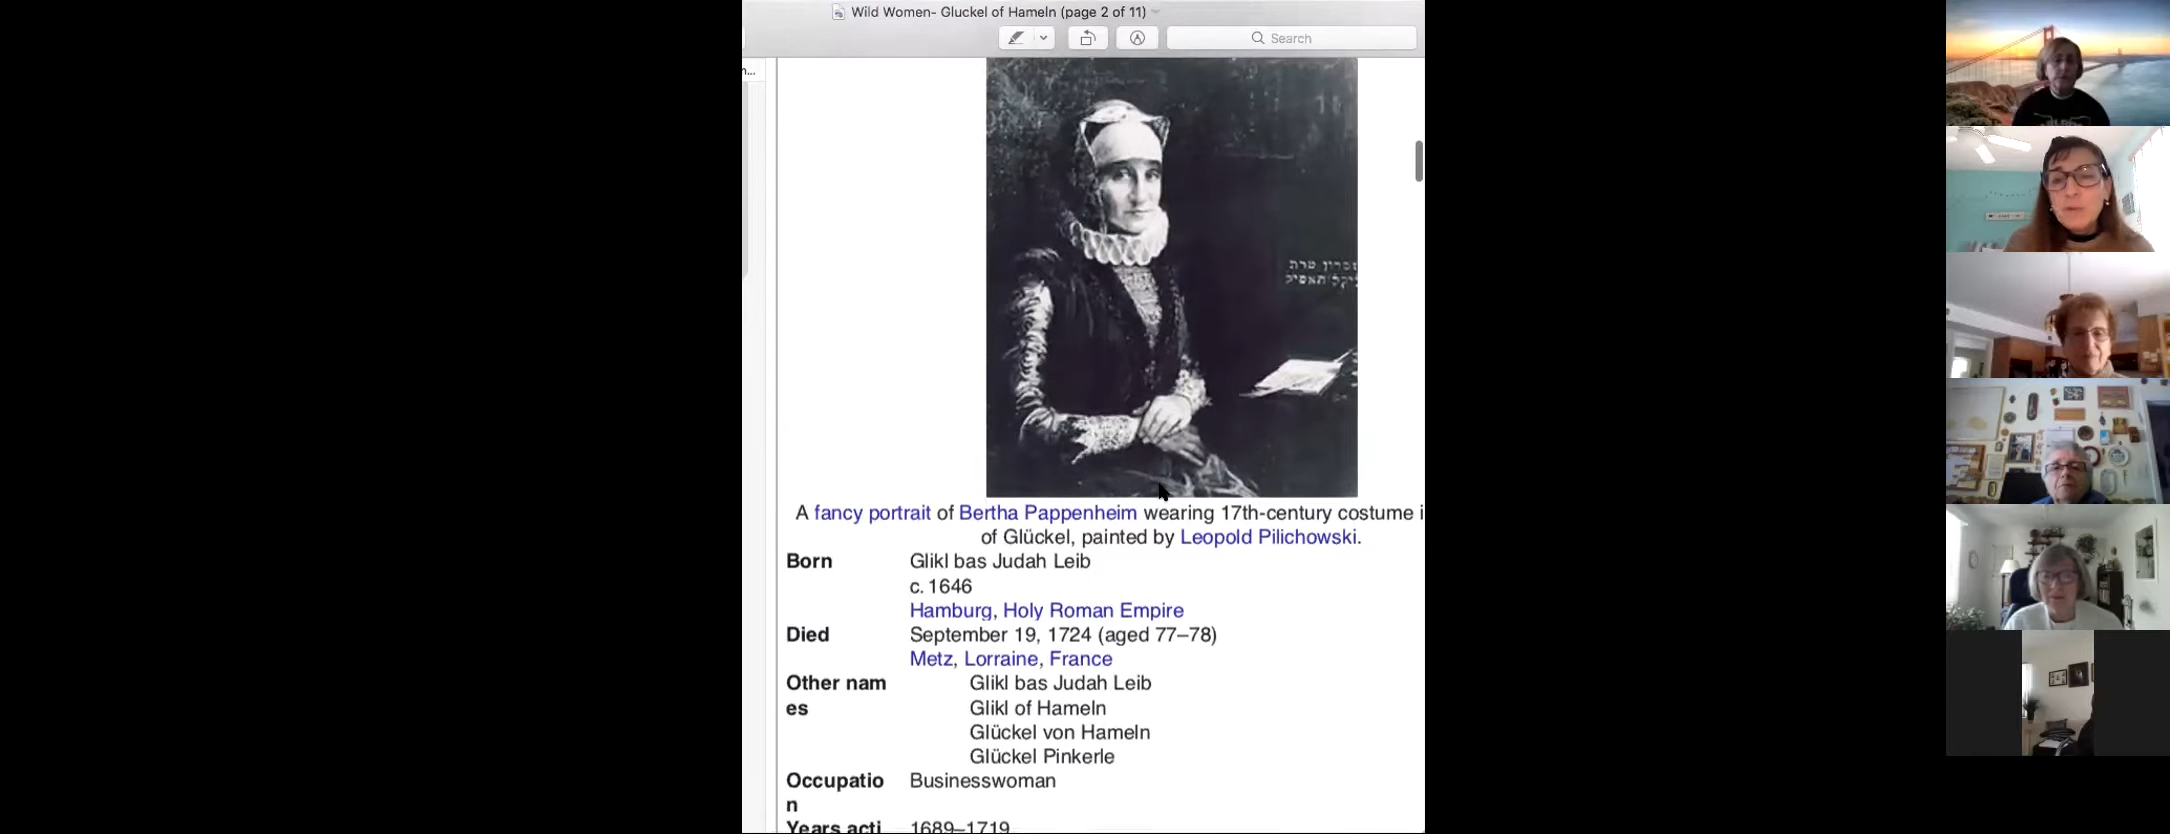 Wild Women- Gluckel of Hameln (page 2 of 11)
Search
n...
A fancy portrait of Bertha Pappenheim wearing 17th-century costume i
of Glückel, painted by Leopold Pilichowski.
Born Glikl bas Judah Leib
c. 1646
Hamburg, Holy Roman Empire
Died September 19, 1724 (aged 77–78)
Metz, Lorraine, France
Other nam Glikl bas Judah Leib
es Glikl of Hameln
Glückel von Hameln
Glückel Pinkerle
Occupatio Businesswoman
n
Years acti 1689–1719